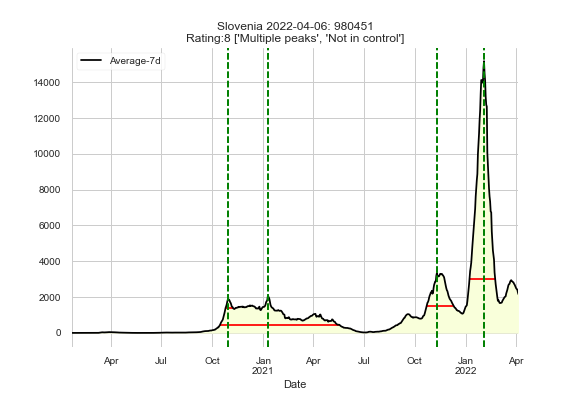 Slovenia 2022-04-06: 980451
Rating:8 ['Multiple peaks', 'Not in control']
Average-7d
14000
12000
10000
8000
6000
4000
2000
0
Apr Jul Oct Jan Apr Jul Oct Jan Apr
2021 2022
Date